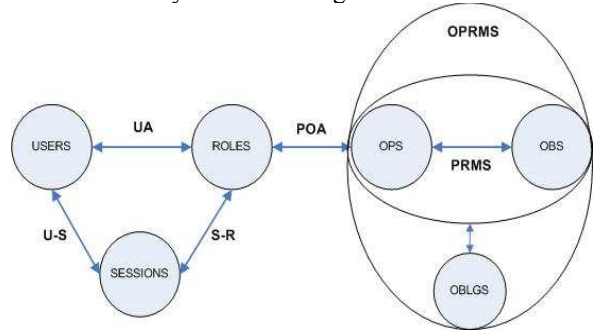 OPRMS
UA
POA
USERS
ROLES
OPS
OBS
PRMS
U-S
S-R
SESSIONS
OBLGS